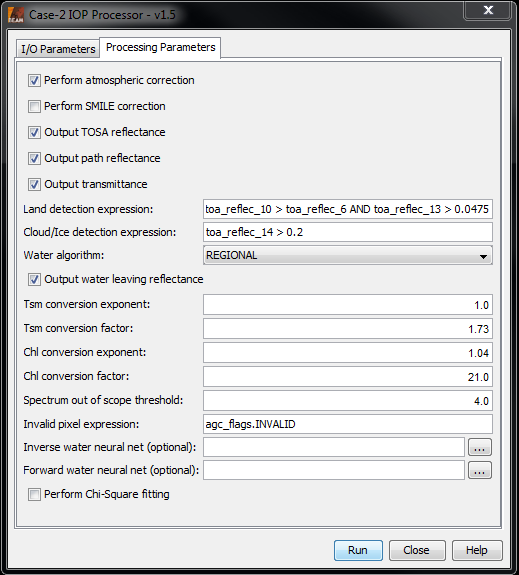 BEAM
Case-2 IOP Processor - v1.5
X
I/O Parameters
Processing Parameters
Perform atmospheric correction
Perform SMILE correction
Output TOSA reflectance
Output path reflectance
Output transmittance
Land detection expression: toa_reflec_10 > toa_reflec_6 AND toa_reflec_13 > 0.0475
Cloud/Ice detection expression: toa_reflec_14 > 0.2
Water algorithm: REGIONAL
Output water leaving reflectance
Tsm conversion exponent: 1.0
Tsm conversion factor: 1.73
Chl conversion exponent: 1.04
Chl conversion factor: 21.0
Spectrum out of scope threshold: 4.0
Invalid pixel expression: agc_flags.INVALID
Inverse water neural net (optional): ...
Forward water neural net (optional): ...
Perform Chi-Square fitting
Run Close Help